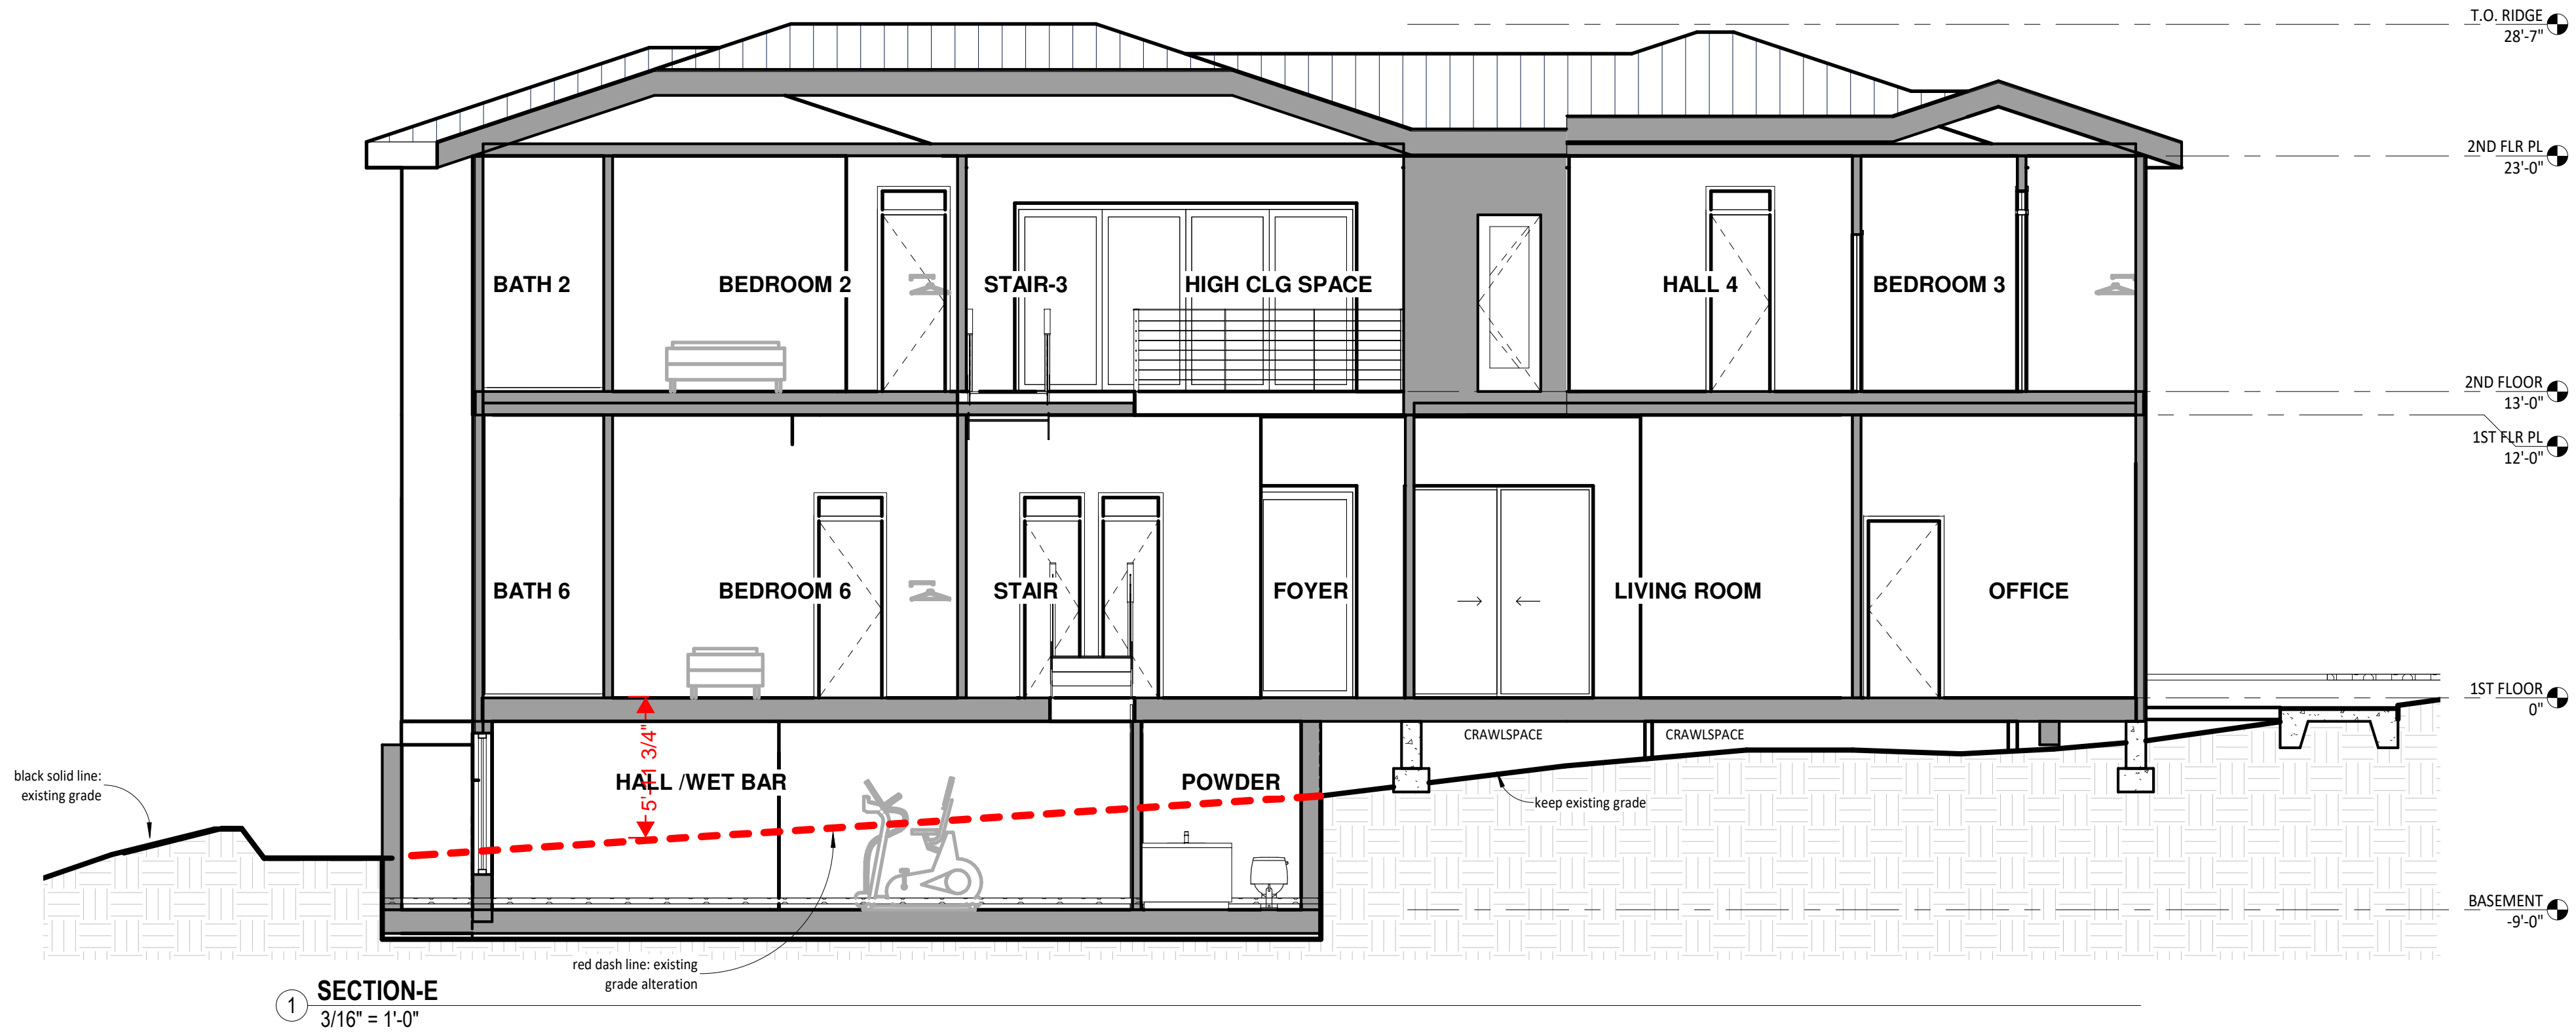 T.O. RIDGE
28'-7"
2ND FLR PL
23'-0"
BATH 2
BEDROOM 2
STAIR-3
HIGH CLG SPACE
HALL 4
BEDROOM 3
2ND FLOOR
13'-0"
1ST FLR PL
12'-0"
BATH 6
BEDROOM 6
STAIR
FOYER
LIVING ROOM
OFFICE
1ST FLOOR
0"
CRAWLSPACE
CRAWLSPACE
5'-11 3/4"
HALL /WET BAR
POWDER
black solid line:
existing grade
keep existing grade
BASEMENT
-9'-0"
red dash line: existing
grade alteration
1
SECTION-E
3/16" = 1'-0"